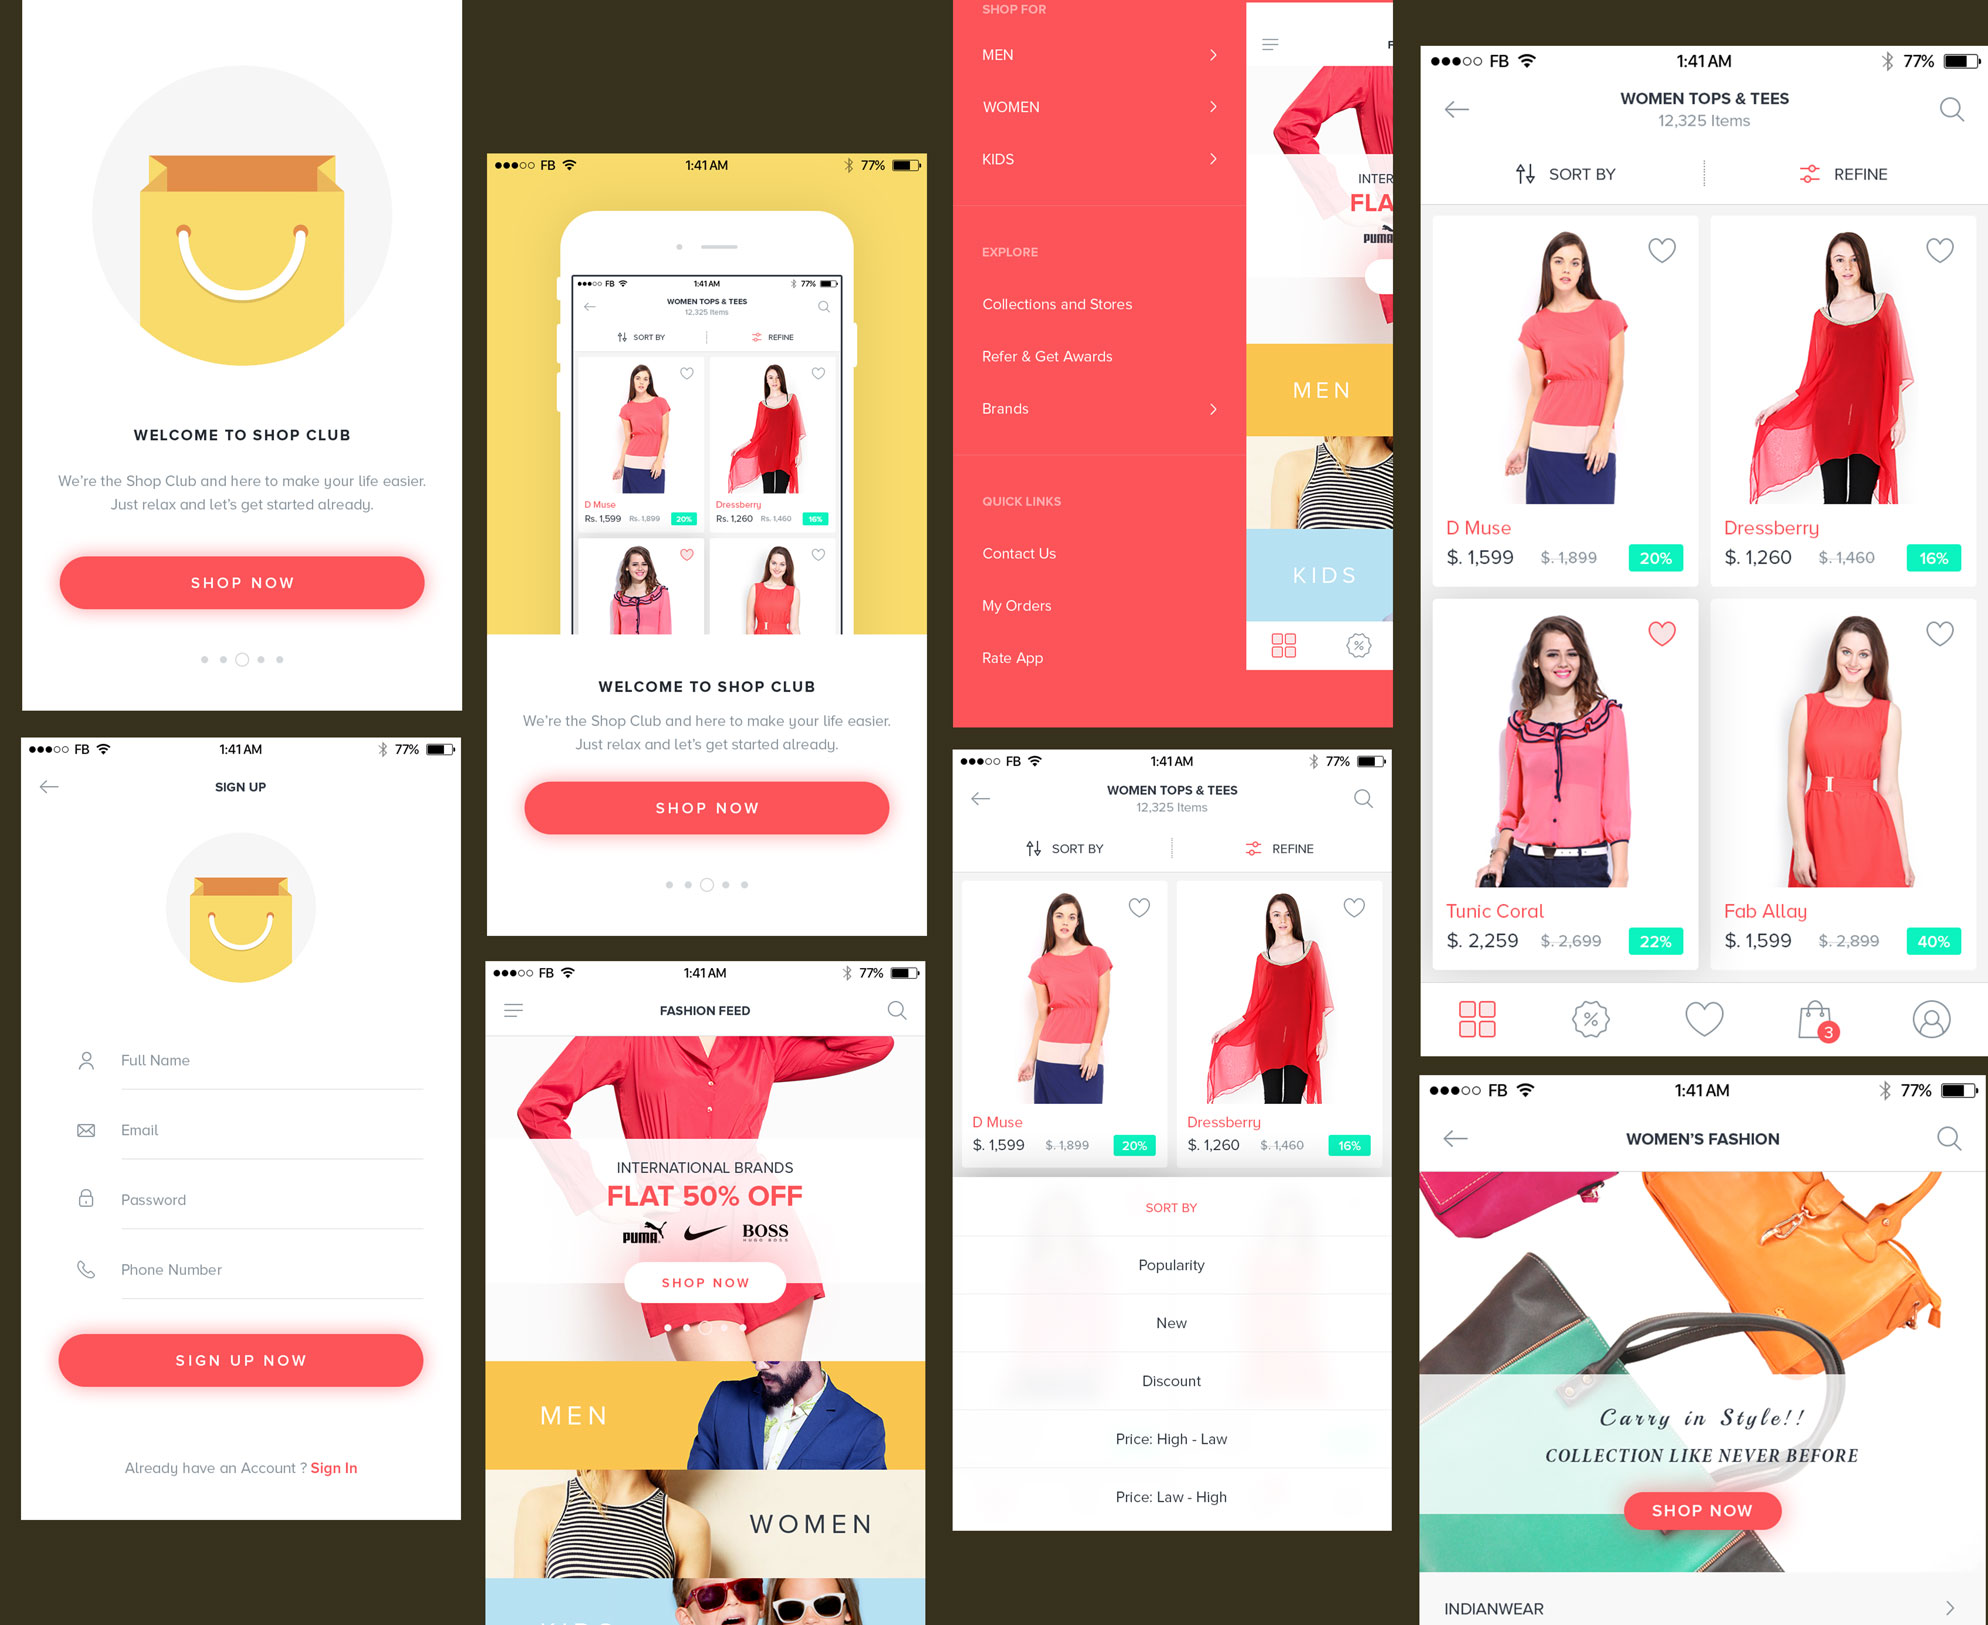 WELCOME TO SHOP CLUB
We're the Shop Club and here to make your life easier.
Just relax and let's get started already.
SHOP NOW
FB 1:41 AM 77%
SIGN UP
Full Name
Email
Password
Phone Number
SIGN UP NOW
Already have an Account ? Sign In
FB 1:41 AM 77%
FB 1:41 AM 77%
WOMEN TOPS & TEES
12,325 Items
SORT BY REFINE
D Muse Dressberry
Rs. 1,599 Rs. 1,899 20% Rs. 1,260 Rs. 1,460 16%
WELCOME TO SHOP CLUB
We're the Shop Club and here to make your life easier.
Just relax and let's get started already.
SHOP NOW
FB 1:41 AM 77%
FASHION FEED
INTERNATIONAL BRANDS
FLAT 50% OFF
PUMA BOSS
HUGO BOSS
SHOP NOW
MEN
WOMEN
SHOP FOR
MEN
WOMEN
KIDS
EXPLORE
Collections and Stores
Refer & Get Awards
Brands
QUICK LINKS
Contact Us
My Orders
Rate App
F
INTER
FLA
PUMA
MEN
KIDS
%
FB 1:41 AM 77%
WOMEN TOPS & TEES
12,325 Items
SORT BY REFINE
D Muse Dressberry
$. 1,599 $. 1,899 20% $. 1,260 $. 1,460 16%
SORT BY
Popularity
New
Discount
Price: High - Law
Price: Law - High
FB 1:41 AM 77%
WOMEN TOPS & TEES
12,325 Items
SORT BY REFINE
D Muse Dressberry
$. 1,599 $. 1,899 20% $. 1,260 $. 1,460 16%
Tunic Coral Fab Allay
$. 2,259 $. 2,699 22% $. 1,599 $. 2,899 40%
% 3
FB 1:41 AM 77%
WOMEN'S FASHION
Carry in Style!!
COLLECTION LIKE NEVER BEFORE
SHOP NOW
INDIANWEAR